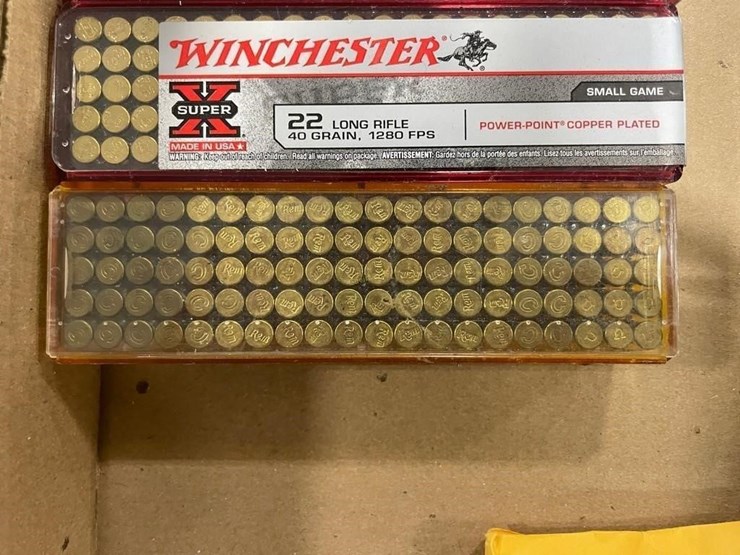 WINCHESTER
SUPER X
MADE IN USA ★
22 LONG RIFLE
40 GRAIN, 1280 FPS
SMALL GAME
POWER-POINT® COPPER PLATED
WARNING: Keep out of reach of children. Read all warnings on package. AVERTISSEMENT: Gardez hors de la portée des enfants. Lisez tous les avertissements sur l'emballage.
Rem